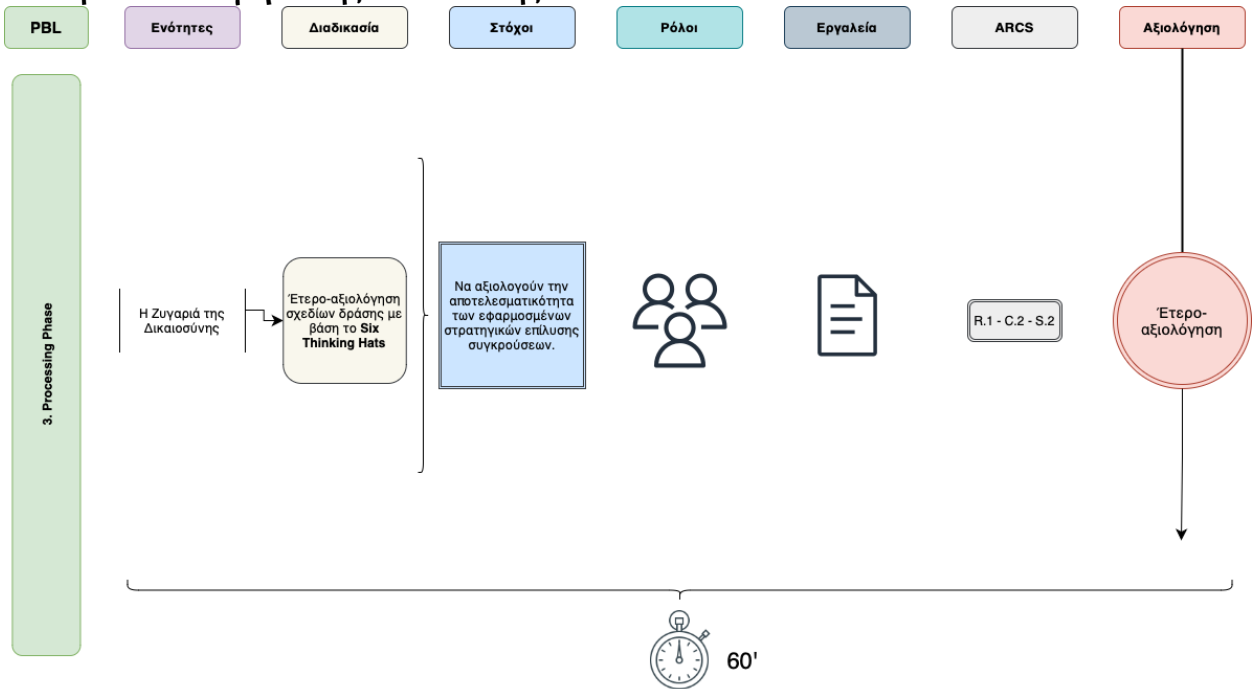 PBL
Ενότητες
Διαδικασία
Στόχοι
Ρόλοι
Εργαλεία
ARCS
Αξιολόγηση
3. Processing Phase
Η Ζυγαριά της
Δικαιοσύνης
Έτερο-αξιολόγηση
σχεδίων δράσης με
βάση το Six
Thinking Hats
Να αξιολογούν την
αποτελεσματικότητα
των εφαρμοσμένων
στρατηγικών επίλυσης
συγκρούσεων.
R.1 - C.2 - S.2
Έτερο-
αξιολόγηση
60'